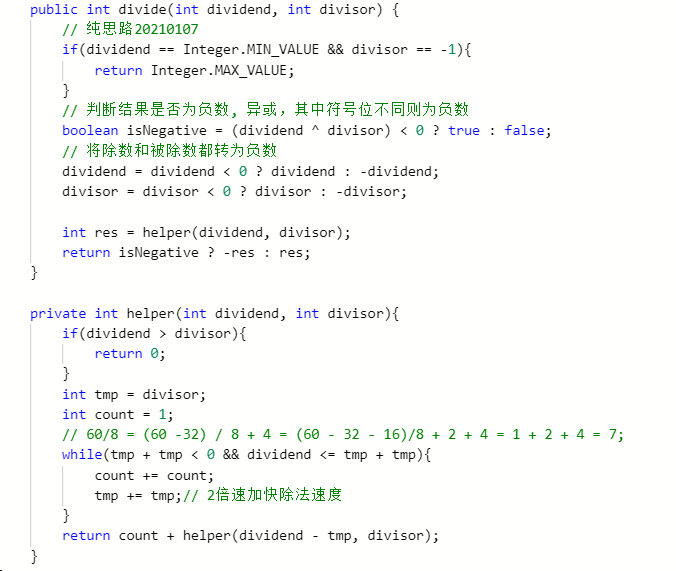 public int divide(int dividend, int divisor) {
    // 纯思路20210107
    if(dividend == Integer.MIN_VALUE && divisor == -1){
        return Integer.MAX_VALUE;
    }
    // 判断结果是否为负数, 异或，其中符号位不同则为负数
    boolean isNegative = (dividend ^ divisor) < 0 ? true : false;
    // 将除数和被除数都转为负数
    dividend = dividend < 0 ? dividend : -dividend;
    divisor = divisor < 0 ? divisor : -divisor;

    int res = helper(dividend, divisor);
    return isNegative ? -res : res;
}

private int helper(int dividend, int divisor){
    if(dividend > divisor){
        return 0;
    }
    int tmp = divisor;
    int count = 1;
    // 60/8 = (60 -32) / 8 + 4 = (60 - 32 - 16)/8 + 2 + 4 = 1 + 2 + 4 = 7;
    while(tmp + tmp < 0 && dividend <= tmp + tmp){
        count += count;
        tmp += tmp;// 2倍速加快除法速度
    }
    return count + helper(dividend - tmp, divisor);
}